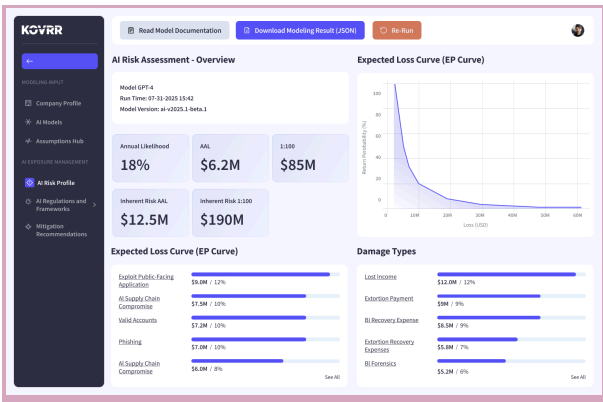 KOVRR
Read Model Documentation
Download Modeling Result (JSON)
Re-Run
←
MODELING INPUT
Company Profile
AI Models
Assumptions Hub
AI EXPOSURE MANAGEMENT
AI Risk Profile
AI Regulations and
Frameworks
Mitigation
Recommendations
AI Risk Assessment - Overview
Model GPT-4
Run Time: 07-31-2025 15:42
Model Version: ai-v2025.1-beta.1
Annual Likelihood
18%
AAL
$6.2M
1:100
$85M
Inherent Risk AAL
$12.5M
Inherent Risk 1:100
$190M
Expected Loss Curve (EP Curve)
Return Porobability (%)
100
80
60
40
20
0
0 10M 20M 30M 40M 50M 60M
Loss (USD)
Expected Loss Curve (EP Curve)
Exploit Public-Facing
Application
$9.0M / 12%
AI Supply Chain
Compromise
$7.5M / 10%
Valid Accounts
$7.2M / 10%
Phishing
$7.0M / 10%
AI Supply Chain
Compromise
$6.0M / 8%
See All
Damage Types
Lost Income
$12.0M / 12%
Extortion Payment
$9M / 9%
BI Recovery Expense
$8.5M / 9%
Extortion Recovery
Expenses
$5.8M / 7%
BI Forensics
$5.2M / 6%
See All